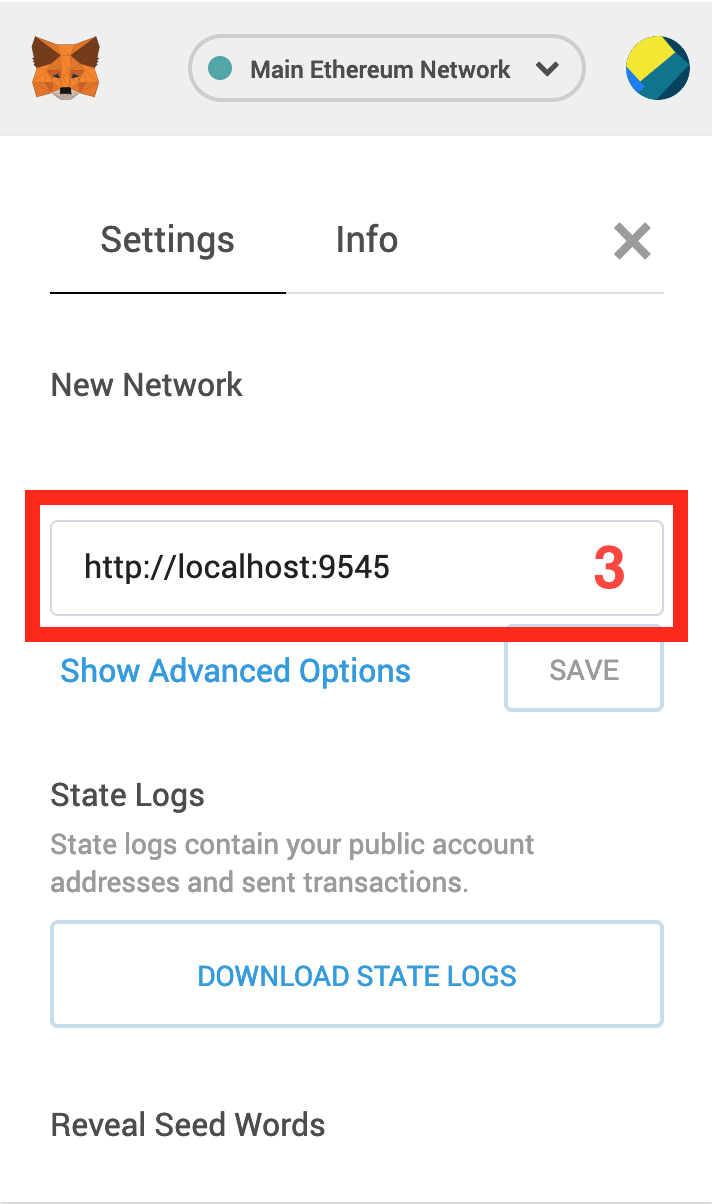 Main Ethereum Network
Settings
Info
New Network
http://localhost:9545
3
Show Advanced Options
SAVE
State Logs
State logs contain your public account
addresses and sent transactions.
DOWNLOAD STATE LOGS
Reveal Seed Words